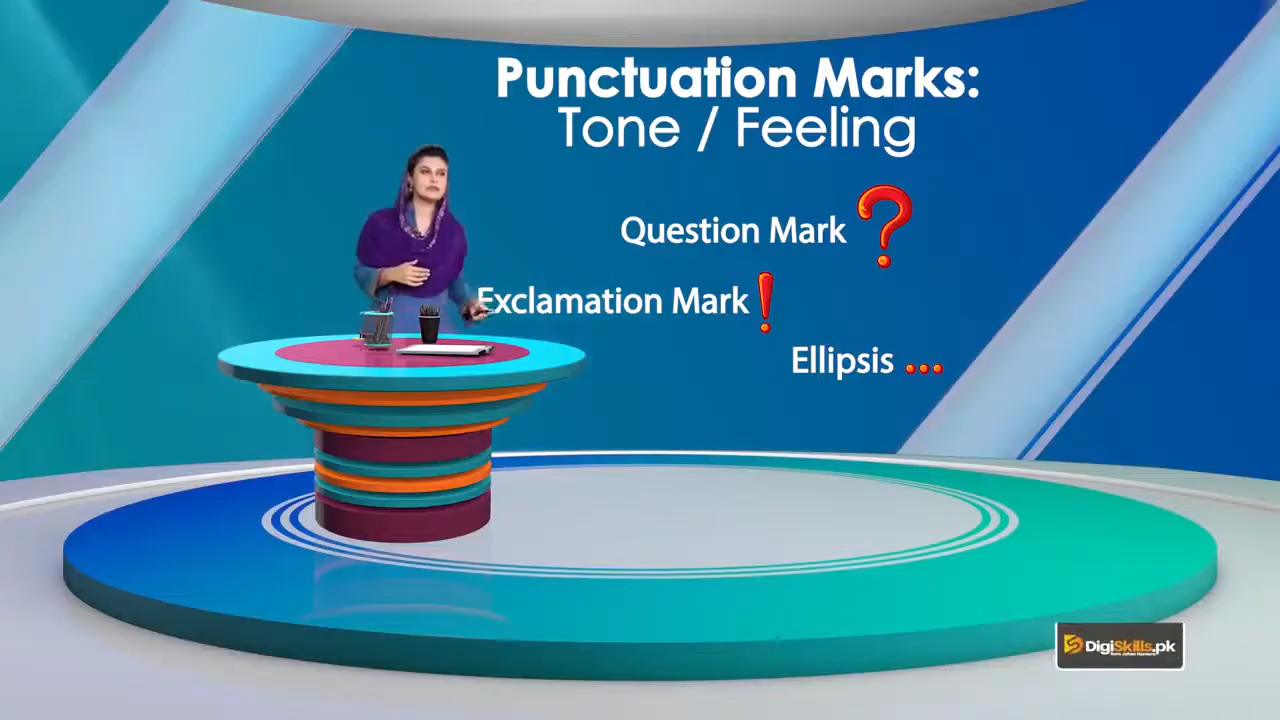 Punctuation Marks:
Tone / Feeling
Question Mark ?
Exclamation Mark !
Ellipsis ...
DigiSkills.pk